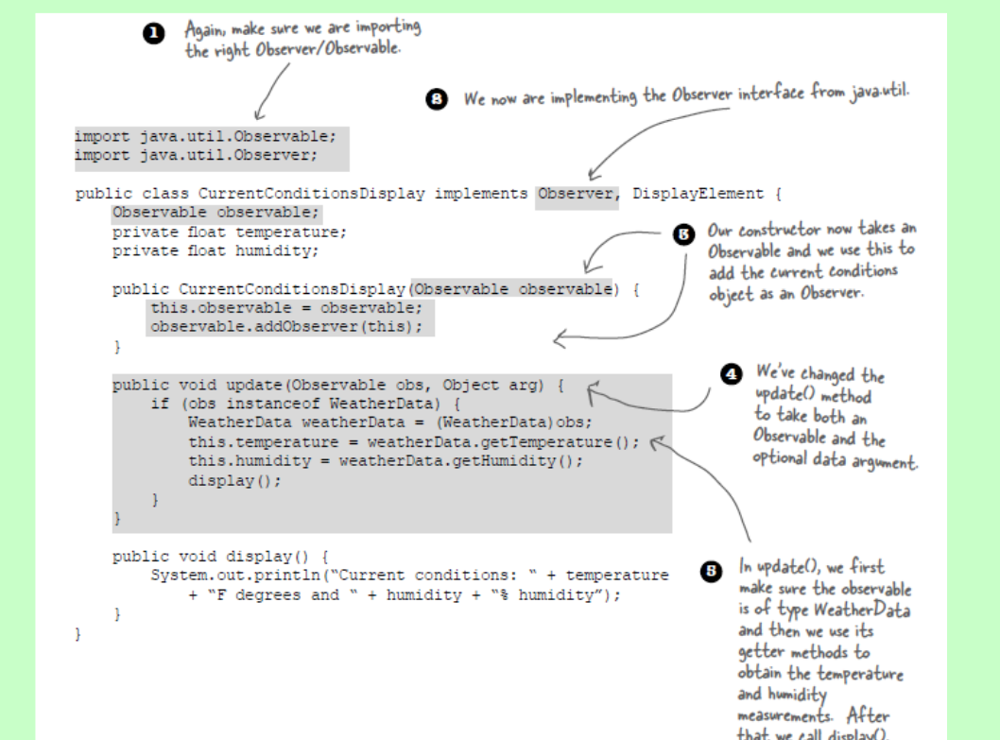 1 Again, make sure we are importing
the right Observer/Observable.
8 We now are implementing the Observer interface from java.util.
import java.util.Observable;
import java.util.Observer;
public class CurrentConditionsDisplay implements Observer, DisplayElement {
Observable observable;
private float temperature;
private float humidity;
public CurrentConditionsDisplay(Observable observable) {
this.observable = observable;
observable.addObserver(this);
}
Our constructor now takes an
Observable and we use this to
add the current conditions
object as an Observer.
public void update(Observable obs, Object arg) {
if (obs instanceof WeatherData) {
WeatherData weatherData = (WeatherData)obs;
this.temperature = weatherData.getTemperature();
this.humidity = weatherData.getHumidity();
display();
}
}
4 We've changed the
update() method
to take both an
Observable and the
optional data argument.
public void display() {
System.out.println(“Current conditions: “ + temperature
+ “F degrees and “ + humidity + “% humidity”);
}
}
In update(), we first
make sure the observable
is of type WeatherData
and then we use its
getter methods to
obtain the temperature
and humidity
measurements. After
that we call display().